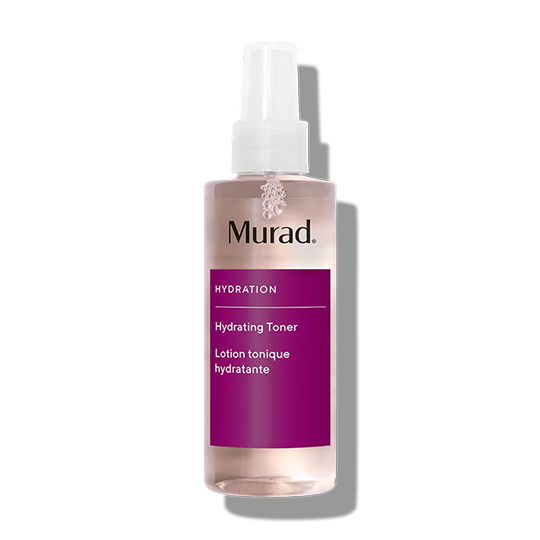 Murad®
HYDRATION
Hydrating Toner
Lotion tonique
hydratante